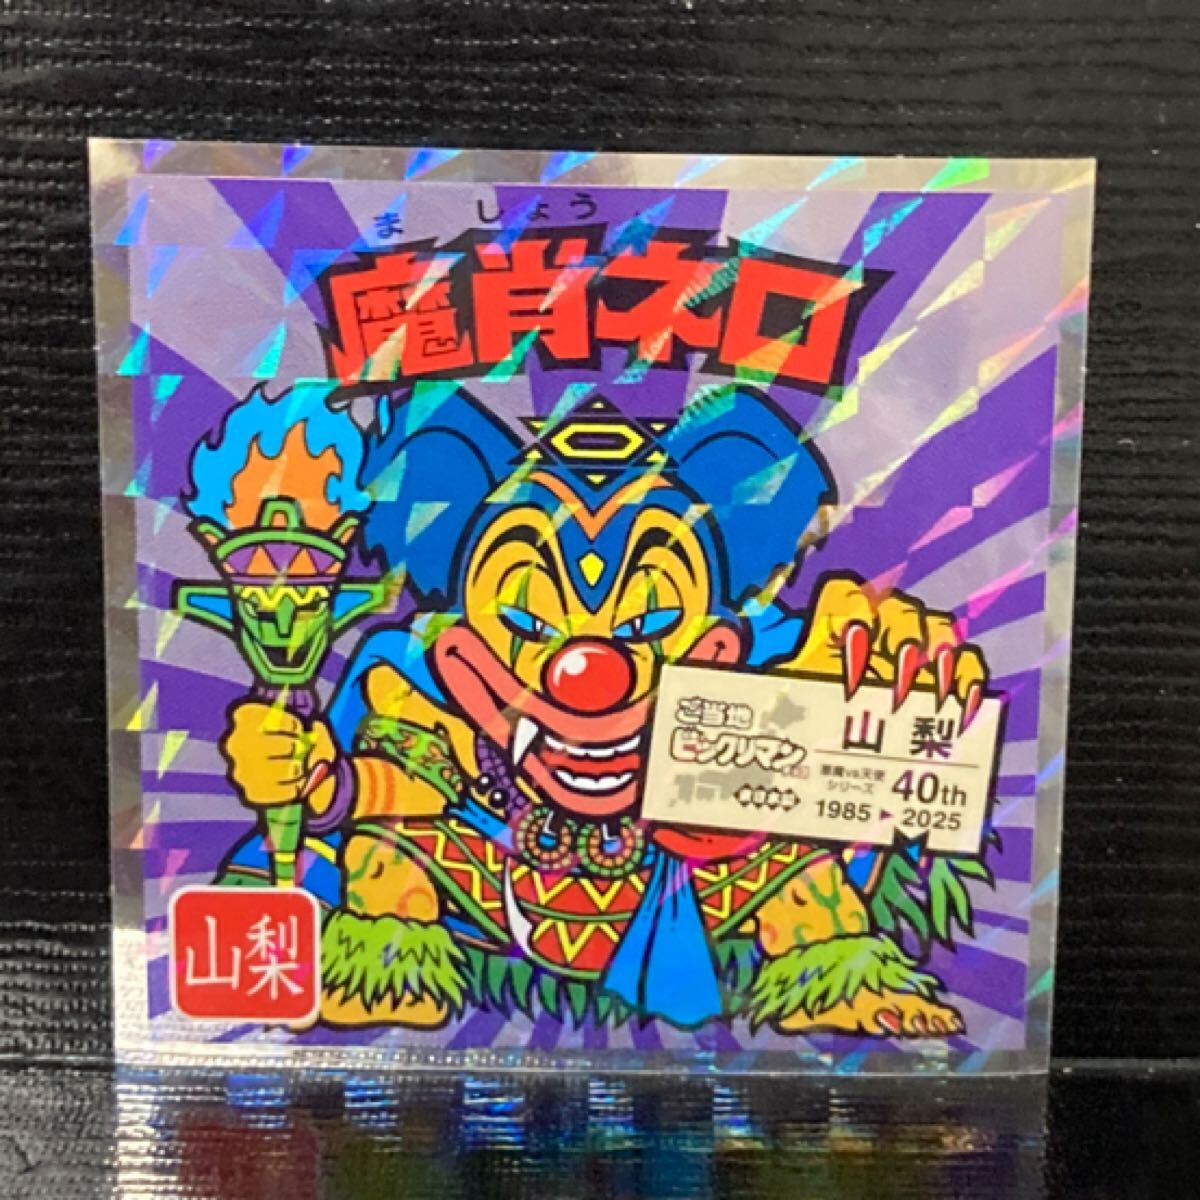 ましょう
魔肖ネロ
ご当地
ビックリマン
山梨
悪魔vs天使
シリーズ
40th
1985▶2025
山梨